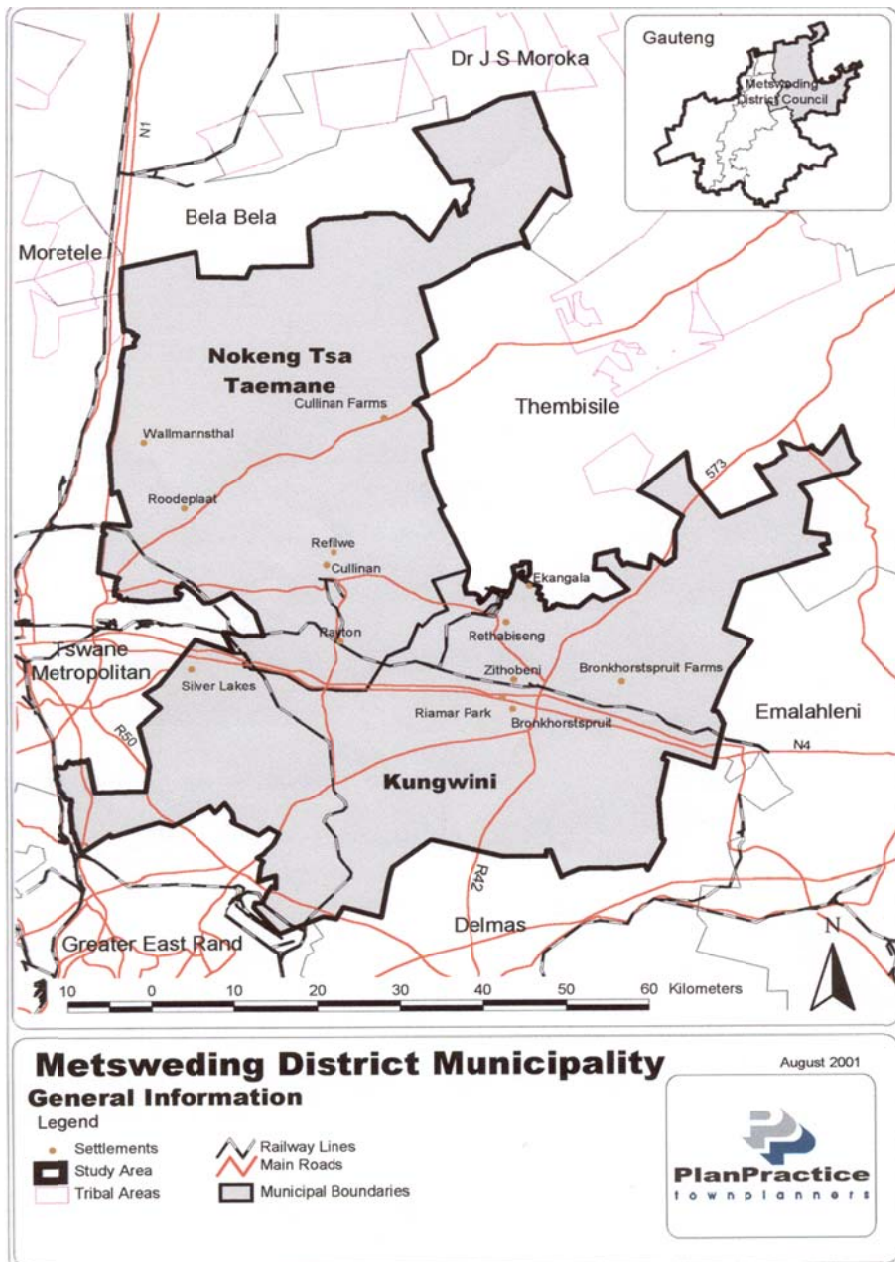 Dr J S Moroka
Gauteng
Metsweding
District Council
N1
Bela Bela
Moretele
Nokeng Tsa
Taemane
Cullinan Farms
Thembisile
Wallmarnsthal
573
Roodeplaat
Refilwe
Cullinan
Ekangala
Rayton
Rethabiseng
Tswane
Metropolitan
Silver Lakes
Zithobeni
Bronkhorstspruit Farms
Riamar Park
Bronkhorstspruit
Emalahleni
R50
N4
Kungwini
R42
Delmas
Greater East Rand
N
10 0 10 20 30 40 50 60 Kilometers
Metsweding District Municipality
August 2001
General Information
Legend
Settlements
Study Area
Tribal Areas
Railway Lines
Main Roads
Municipal Boundaries
PlanPractice
townplanners